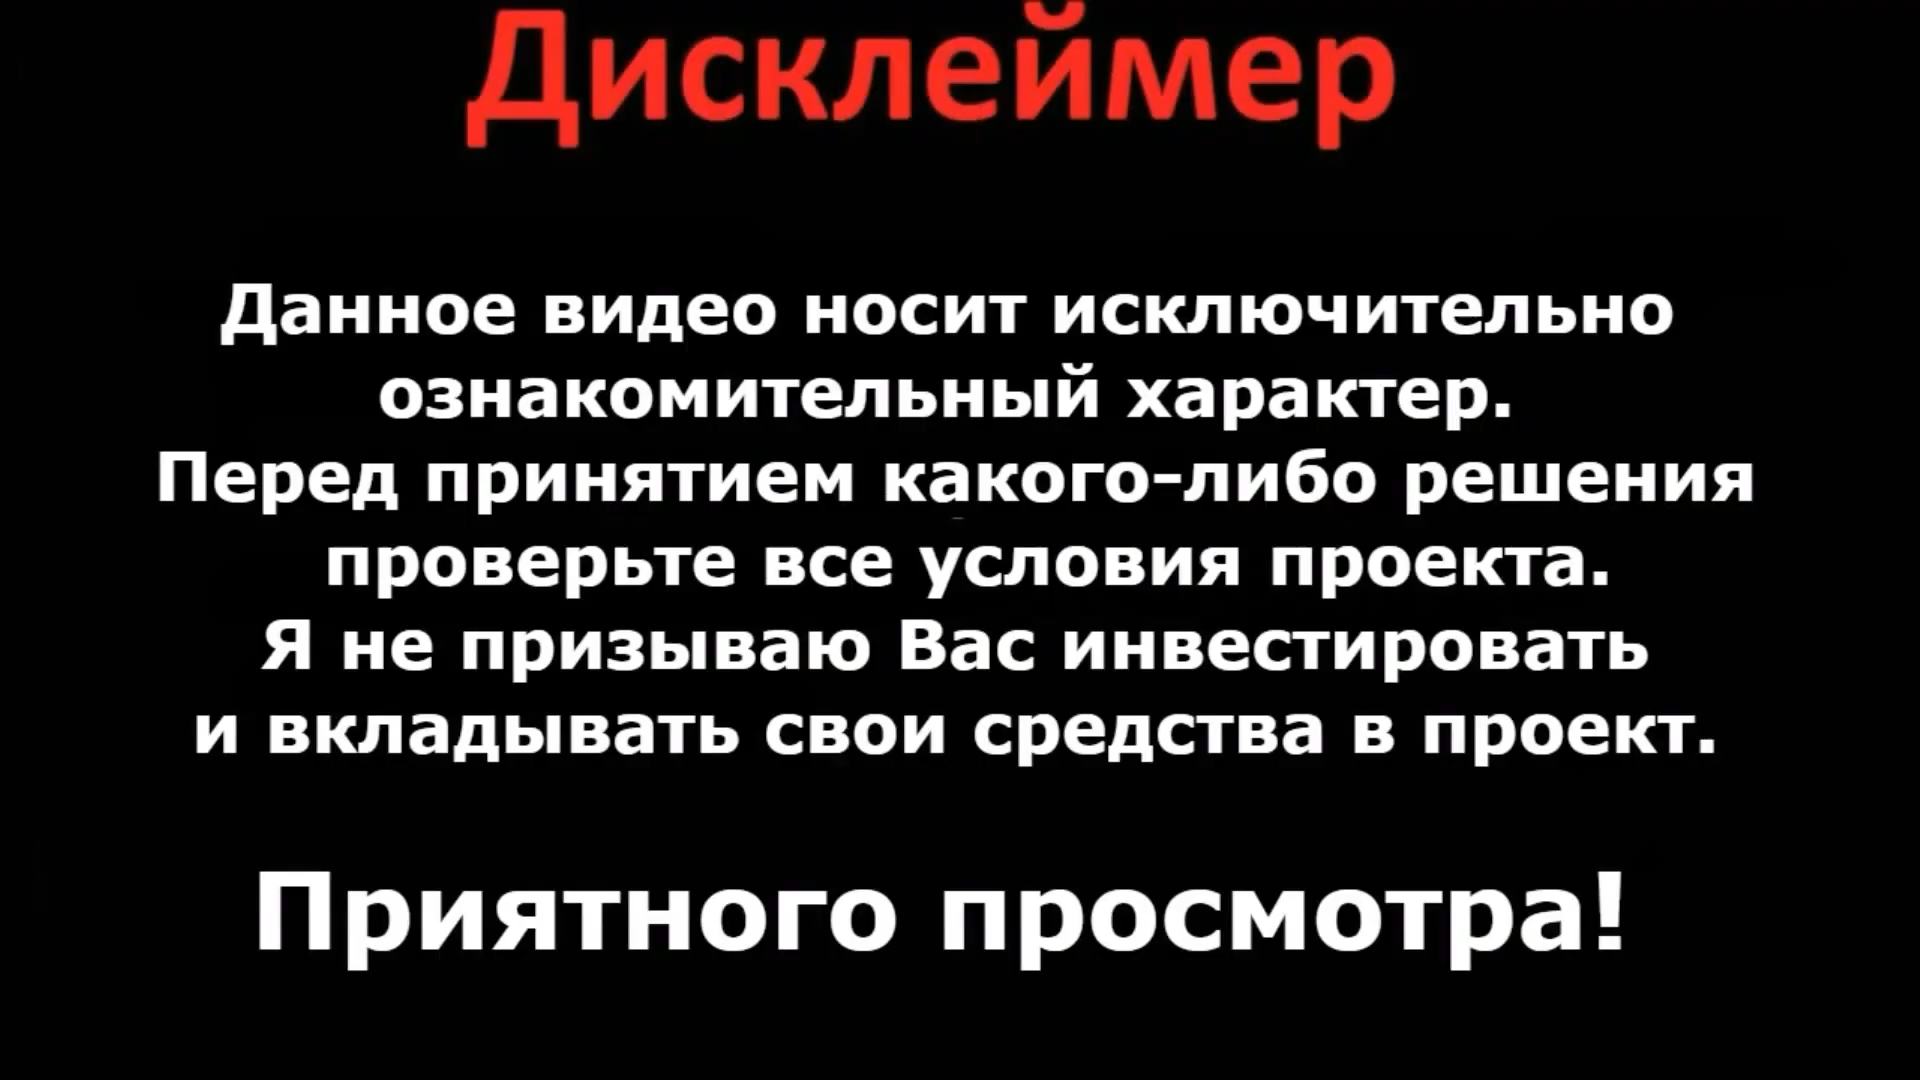 Дисклеймер
Данное видео носит исключительно
ознакомительный характер.
Перед принятием какого-либо решения
проверьте все условия проекта.
Я не призываю Вас инвестировать
и вкладывать свои средства в проект.
Приятного просмотра!